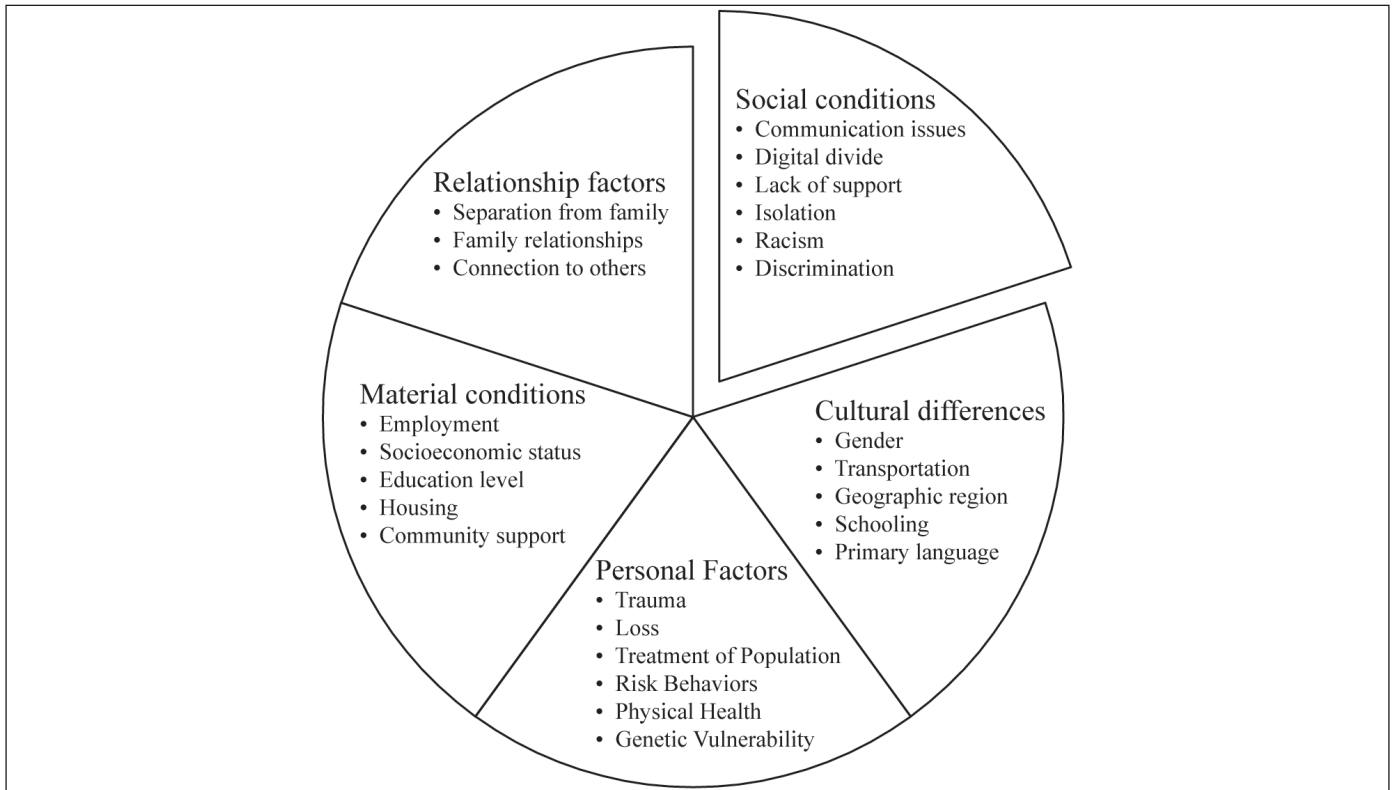 Social conditions
• Communication issues
• Digital divide
• Lack of support
• Isolation
• Racism
• Discrimination
Relationship factors
• Separation from family
• Family relationships
• Connection to others
Material conditions
• Employment
• Socioeconomic status
• Education level
• Housing
• Community support
Cultural differences
• Gender
• Transportation
• Geographic region
• Schooling
• Primary language
Personal Factors
• Trauma
• Loss
• Treatment of Population
• Risk Behaviors
• Physical Health
• Genetic Vulnerability